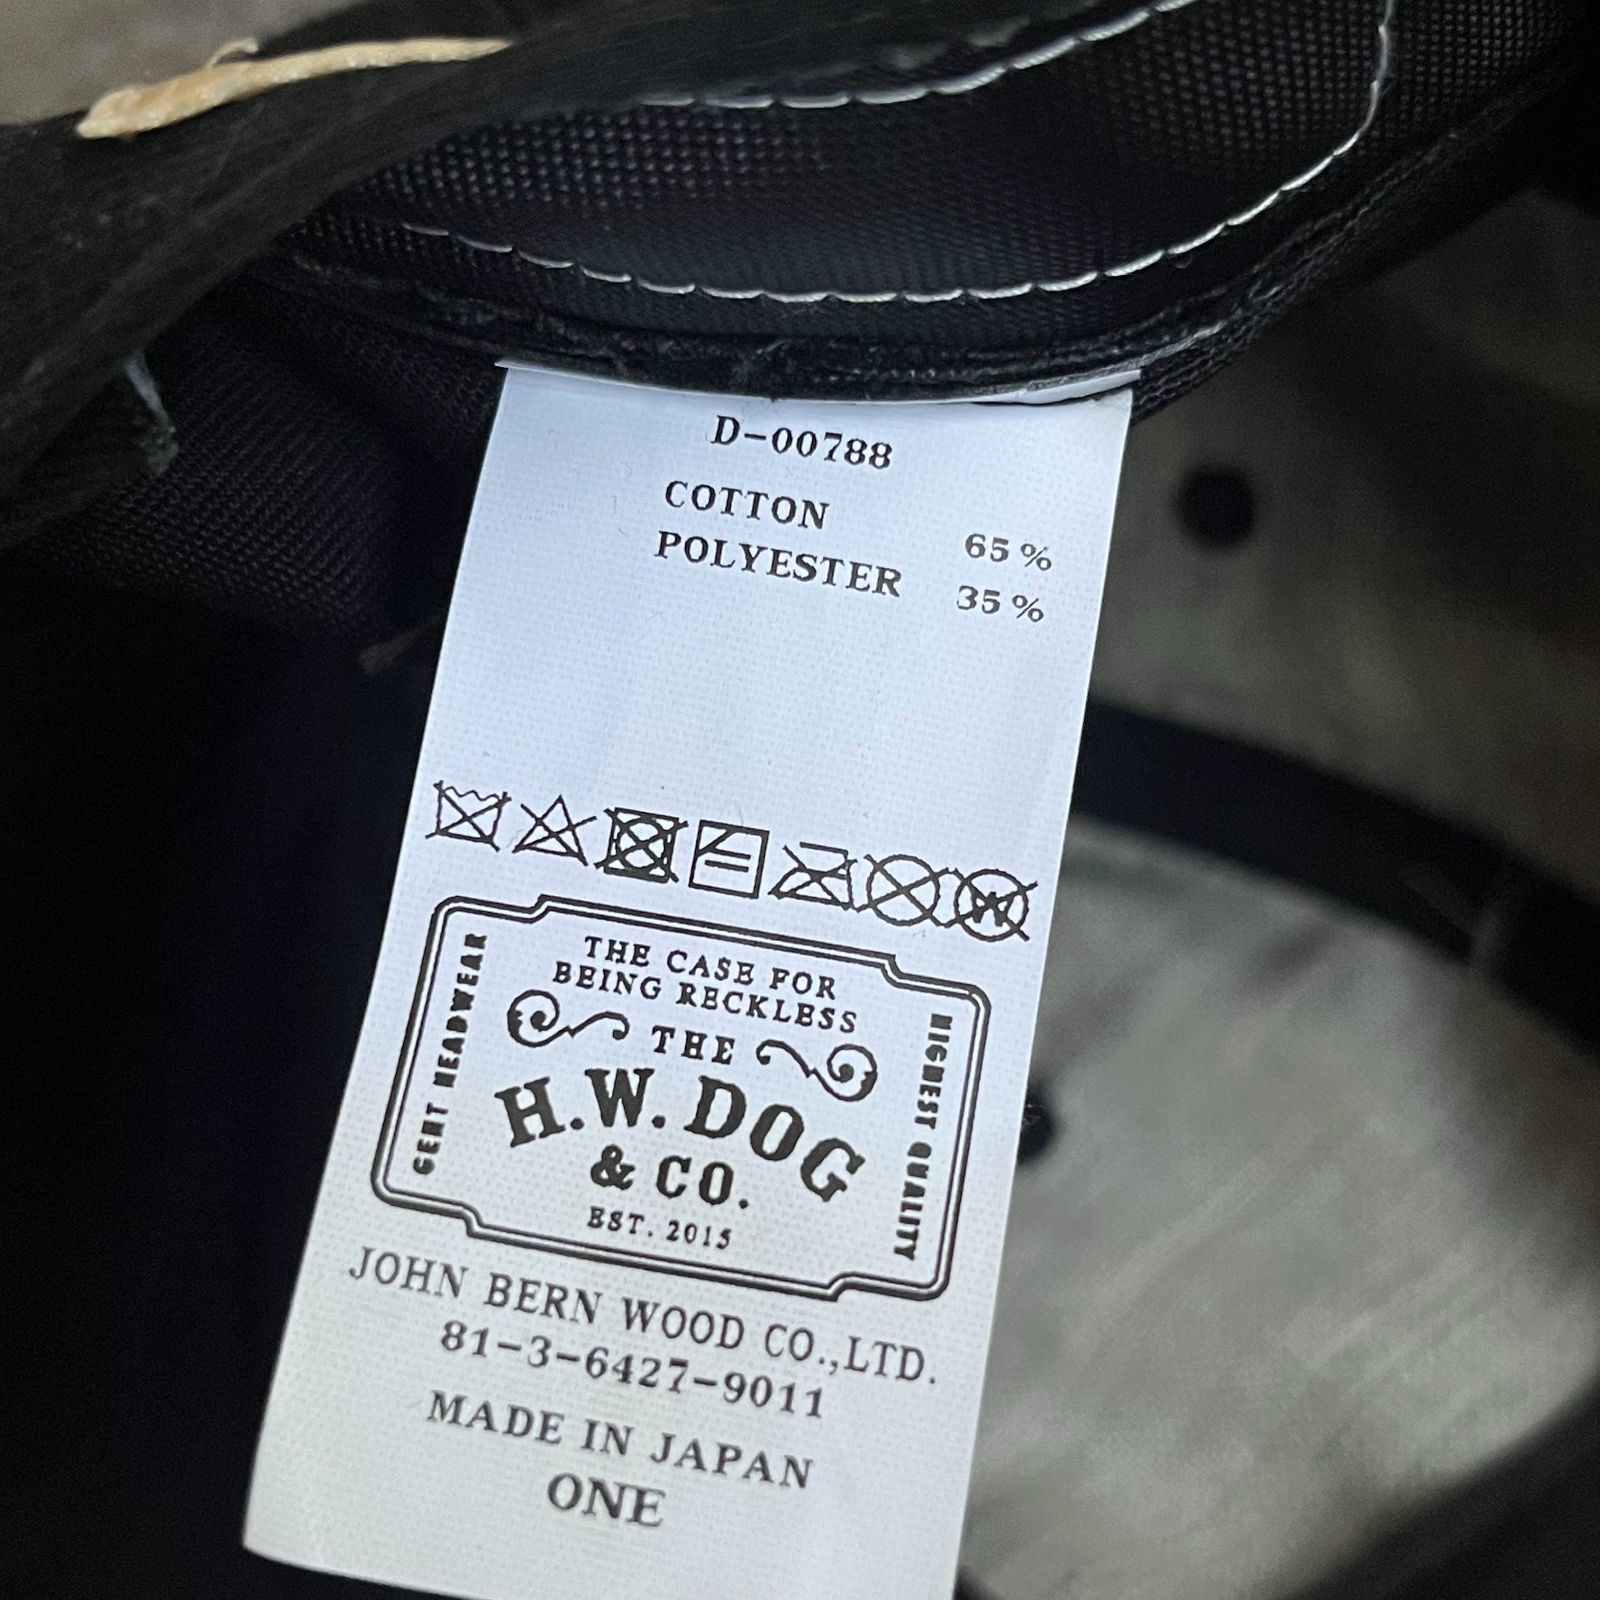 D-00788
COTTON 65%
POLYESTER 35%
W
THE CASE FOR
BEING RECKLESS
THE
H.W. DOG
& CO.
EST. 2015
GENT HEADWEAR
HIGHEST QUALITY
JOHN BERN WOOD CO.,LTD.
81-3-6427-9011
MADE IN JAPAN
ONE